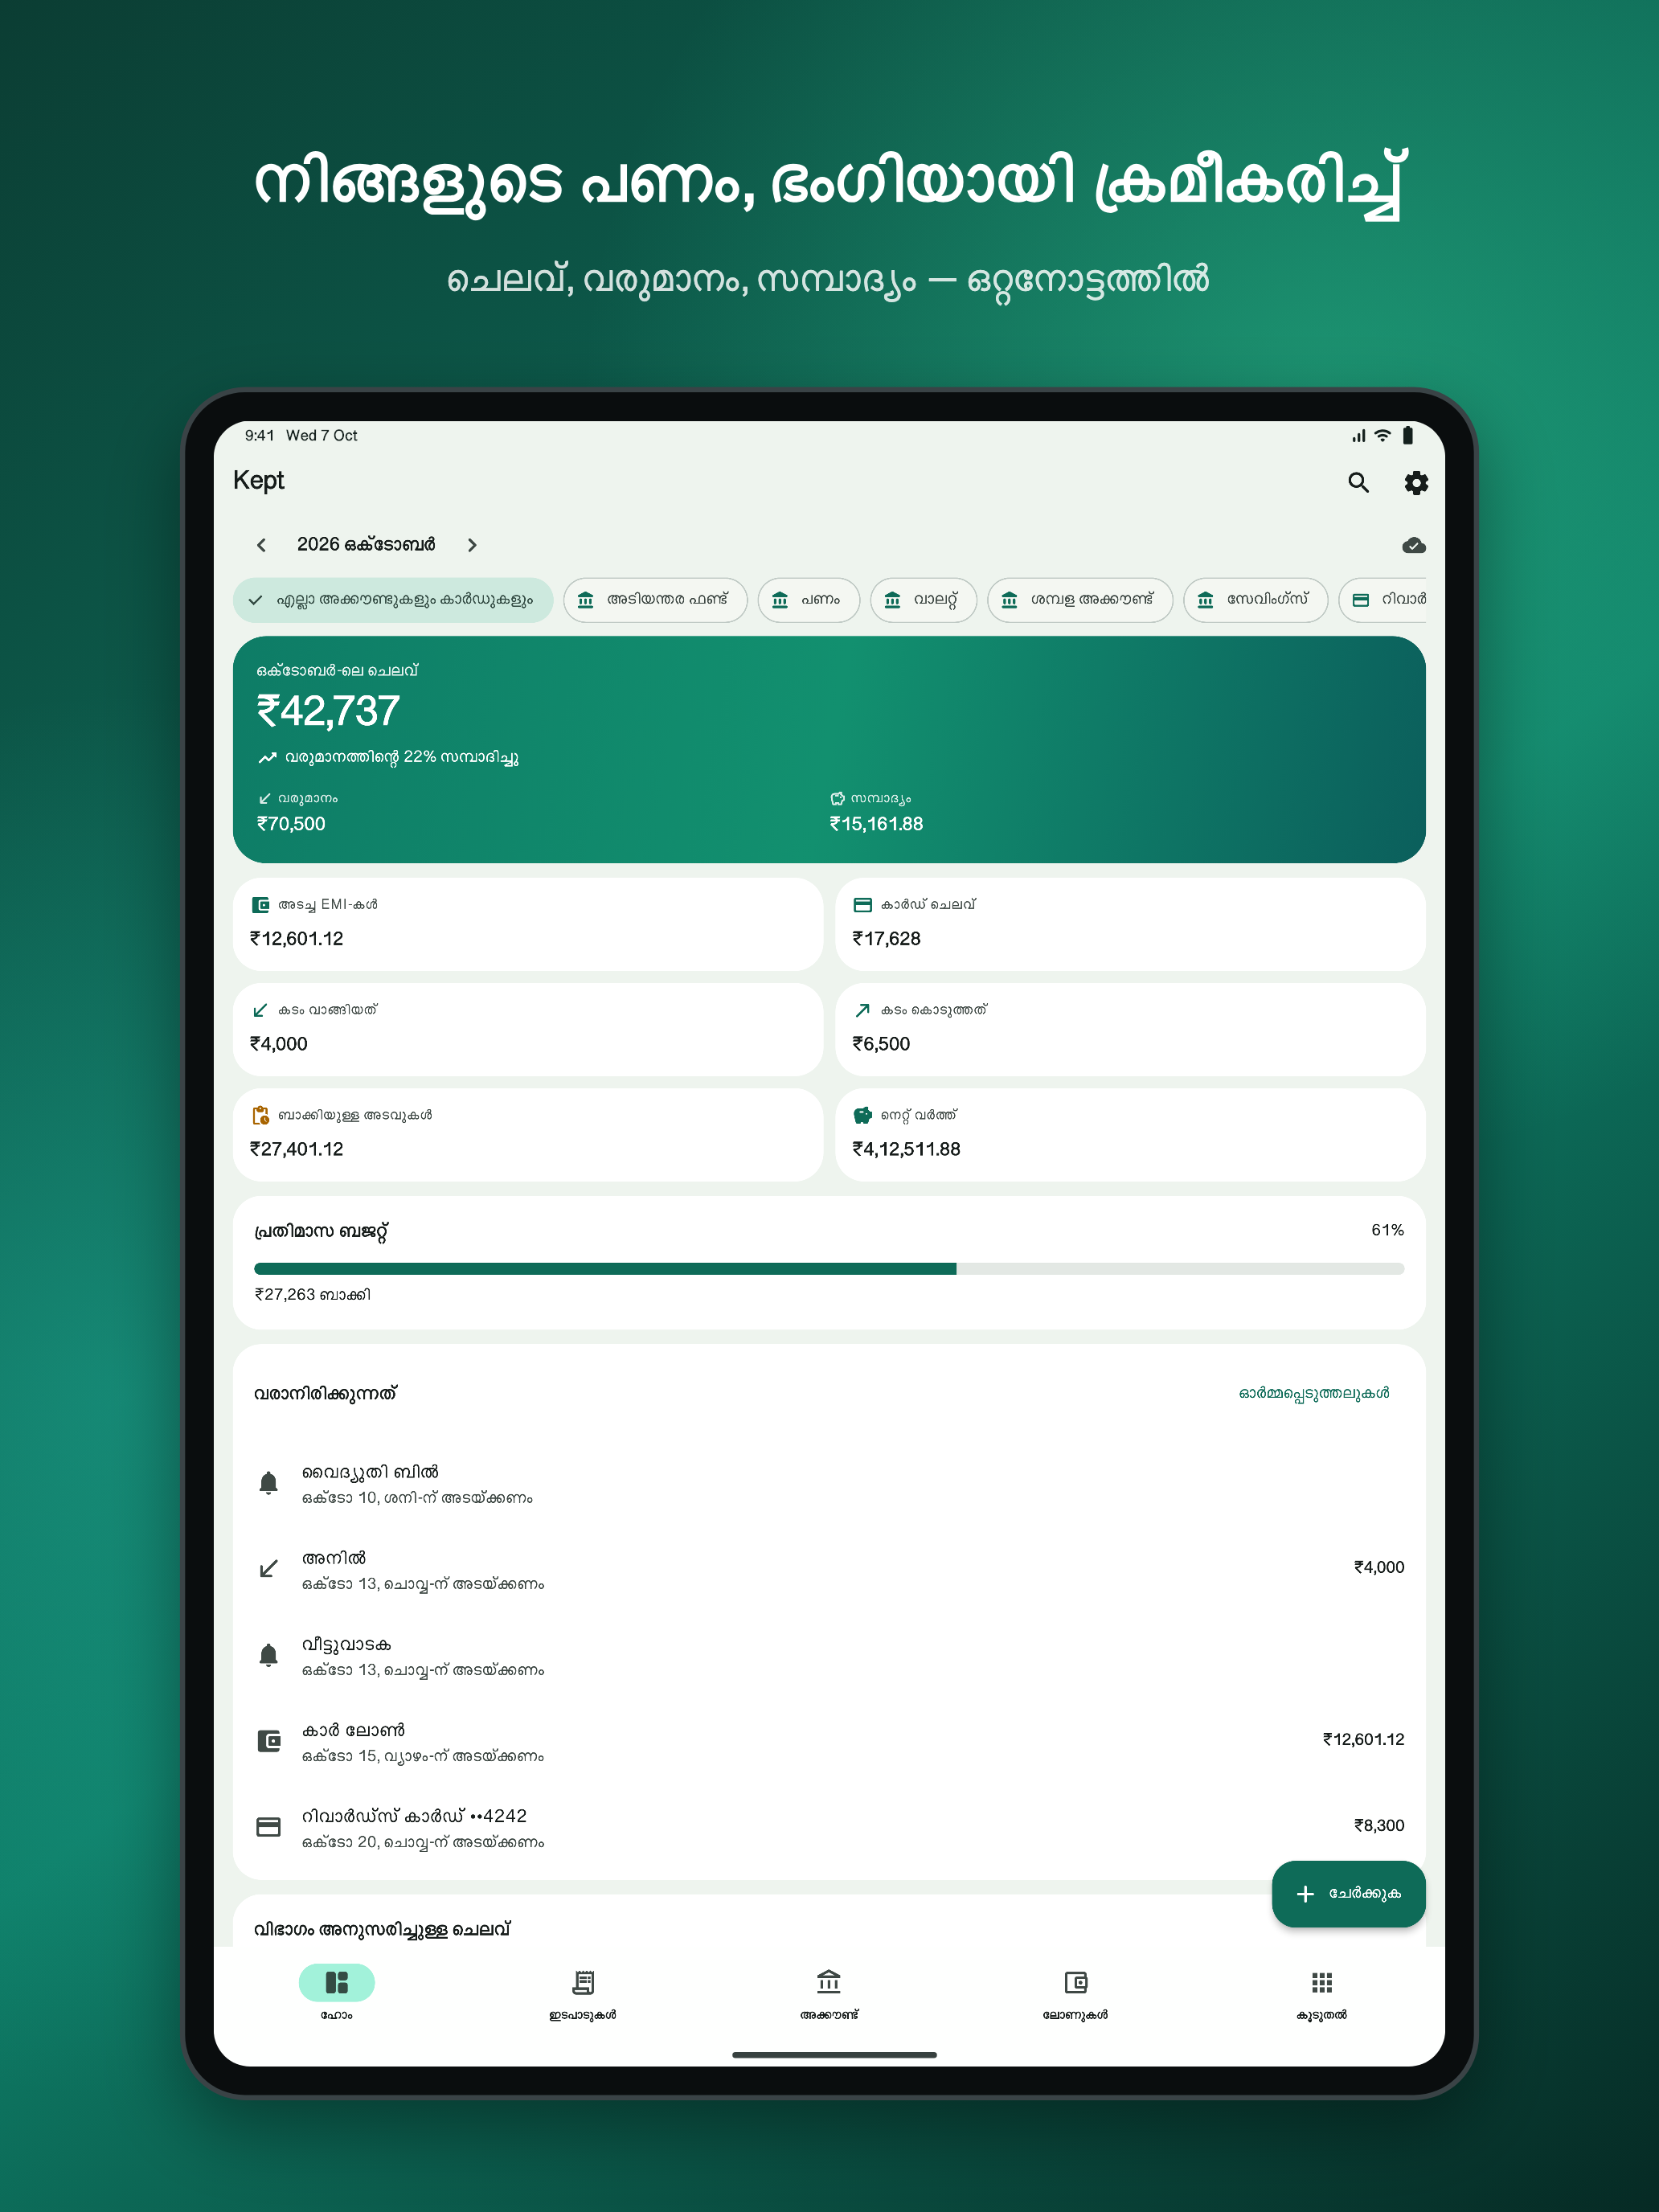 നിങ്ങളുടെ പണം, ഭംഗിയായി ക്രമീകരിച്ച്
ചെലവ്, വരുമാനം, സമ്പാദ്യം — ഒറ്റനോട്ടത്തിൽ
9:41 Wed 7 Oct
Kept
2026 ഒക്ടോബർ
എല്ലാ അക്കൗണ്ടുകളും കാർഡുകളും അടിയന്തര ഫണ്ട് പണം വാലറ്റ് ശമ്പള അക്കൗണ്ട് സേവിംഗ്സ് റിവാർ
ഒക്ടോബർ-ലെ ചെലവ്
₹42,737
വരുമാനത്തിന്റെ 22% സമ്പാദിച്ചു
വരുമാനം സമ്പാദ്യം
₹70,500 ₹15,161.88
അടച്ച EMI-കൾ കാർഡ് ചെലവ്
₹12,601.12 ₹17,628
കടം വാങ്ങിയത് കടം കൊടുത്തത്
₹4,000 ₹6,500
ബാക്കിയുള്ള അടവുകൾ നെറ്റ് വർത്ത്
₹27,401.12 ₹4,12,511.88
പ്രതിമാസ ബജറ്റ് 61%
₹27,263 ബാക്കി
വരാനിരിക്കുന്നത് ഓർമ്മപ്പെടുത്തലുകൾ
വൈദ്യുതി ബിൽ
ഒക്ടോ 10, ശനി-ന് അടയ്ക്കണം
അനിൽ
ഒക്ടോ 13, ചൊവ്വ-ന് അടയ്ക്കണം
₹4,000
വീട്ടുവാടക
ഒക്ടോ 13, ചൊവ്വ-ന് അടയ്ക്കണം
കാർ ലോൺ
ഒക്ടോ 15, വ്യാഴം-ന് അടയ്ക്കണം
₹12,601.12
റിവാർഡ്സ് കാർഡ് ••4242
ഒക്ടോ 20, ചൊവ്വ-ന് അടയ്ക്കണം
₹8,300
ചേർക്കുക
വിഭാഗം അനുസരിച്ചുള്ള ചെലവ്
ഹോം ഇടപാടുകൾ അക്കൗണ്ട് ലോണുകൾ കൂടുതൽ